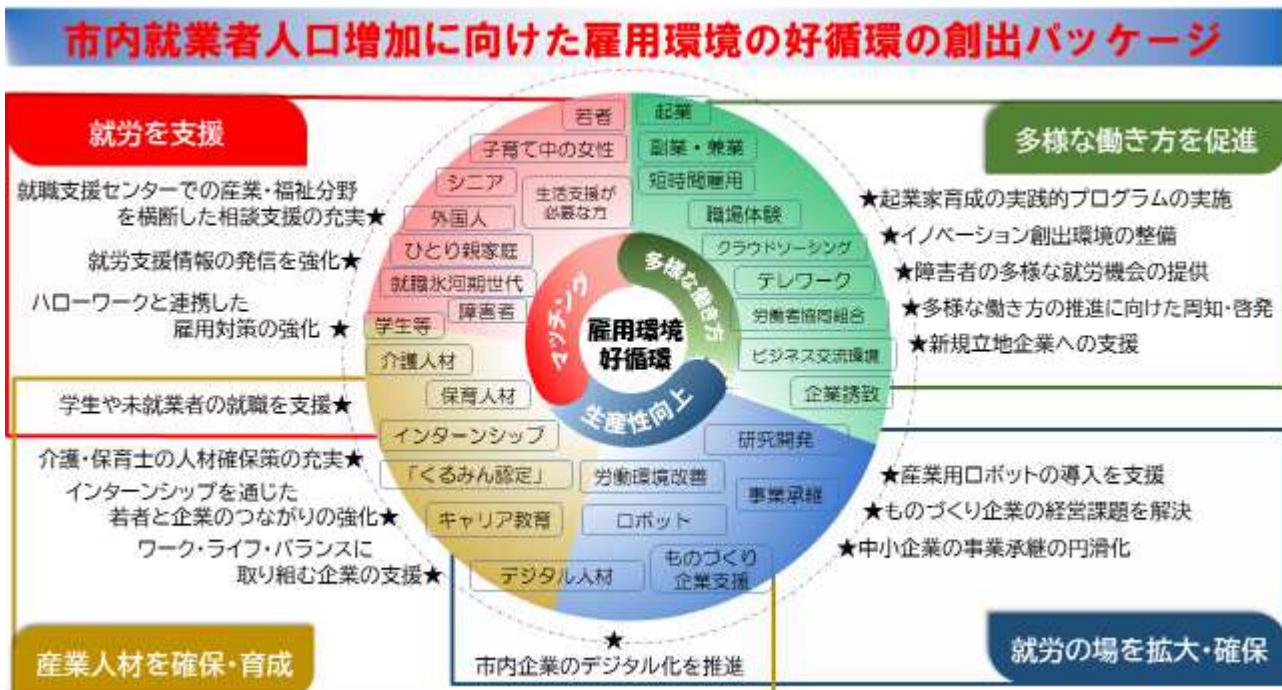 市内就業者人口増加に向けた雇用環境の好循環の創出パッケージ
就労を支援
就職支援センターでの産業・福祉分野
を横断した相談支援の充実★
就労支援情報の発信を強化★
ハローワークと連携した
雇用対策の強化 ★
学生や未就業者の就職を支援★
介護・保育士の人材確保策の充実★
インターンシップを通じた
若者と企業のつながりの強化★
ワーク・ライフ・バランスに
取り組む企業の支援★
産業人材を確保・育成
若者
子育て中の女性
シニア
生活支援が
必要な方
外国人
ひとり親家庭
就職氷河期世代
障害者
学生等
介護人材
保育人材
インターンシップ
「くるみん認定」
キャリア教育
デジタル人材
マッチング
多様な働き方
生産性向上
雇用環境
好循環
起業
副業・兼業
短時間雇用
職場体験
クラウドソーシング
テレワーク
労働者協同組合
ビジネス交流環境
企業誘致
研究開発
労働環境改善
事業承継
ロボット
ものづくり
企業支援
★
市内企業のデジタル化を推進
多様な働き方を促進
★起業家育成の実践的プログラムの実施
★イノベーション創出環境の整備
★障害者の多様な就労機会の提供
★多様な働き方の推進に向けた周知・啓発
★新規立地企業への支援
★産業用ロボットの導入を支援
★ものづくり企業の経営課題を解決
★中小企業の事業承継の円滑化
就労の場を拡大・確保